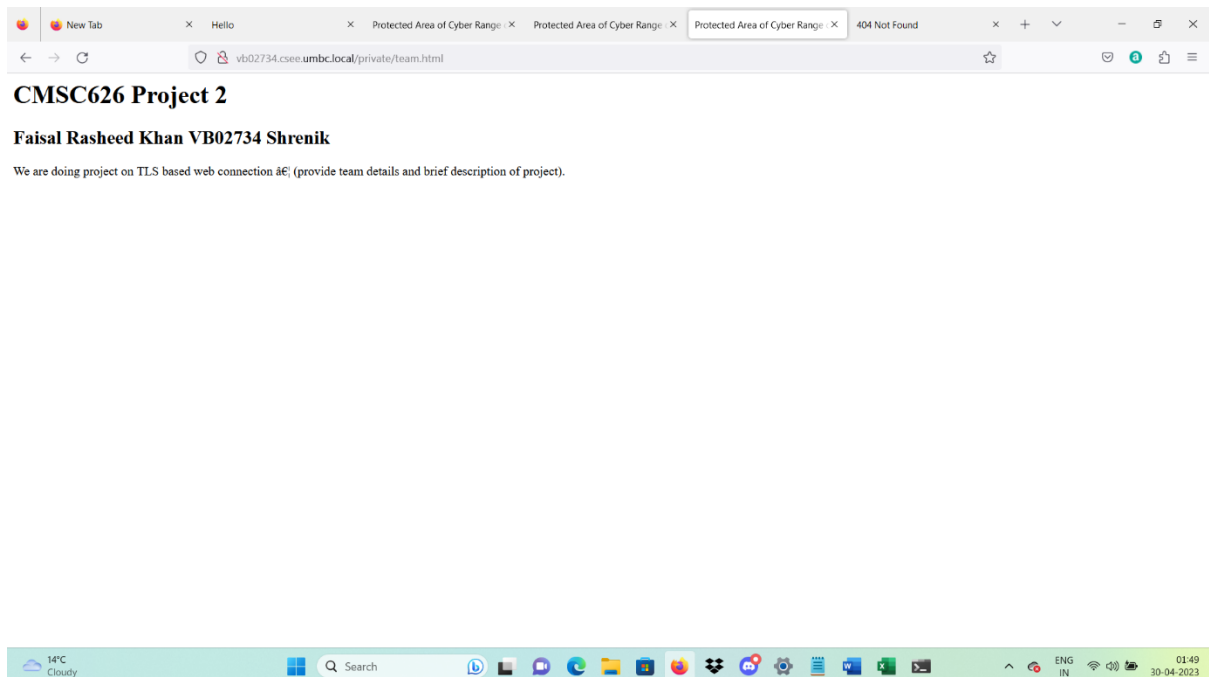 New Tab
Hello
Protected Area of Cyber Range
Protected Area of Cyber Range
Protected Area of Cyber Range
404 Not Found
vb02734.csee.umbc.local/private/team.html
CMSC626 Project 2
Faisal Rasheed Khan VB02734 Shrenik
We are doing project on TLS based web connection â€¦ (provide team details and brief description of project).
14°C
Cloudy
Search
ENG
IN
01:49
30-04-2023